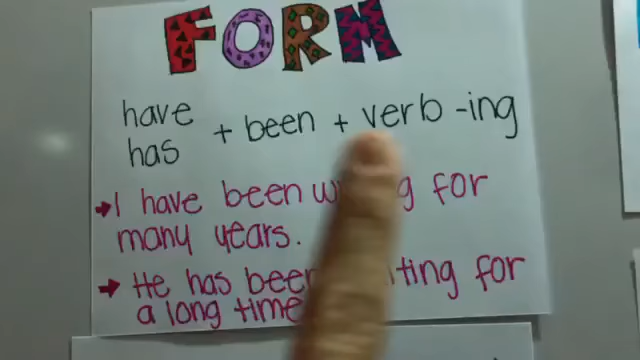 FORM
have
has + been + verb -ing
I have been for
many years.
He has been for
a long time